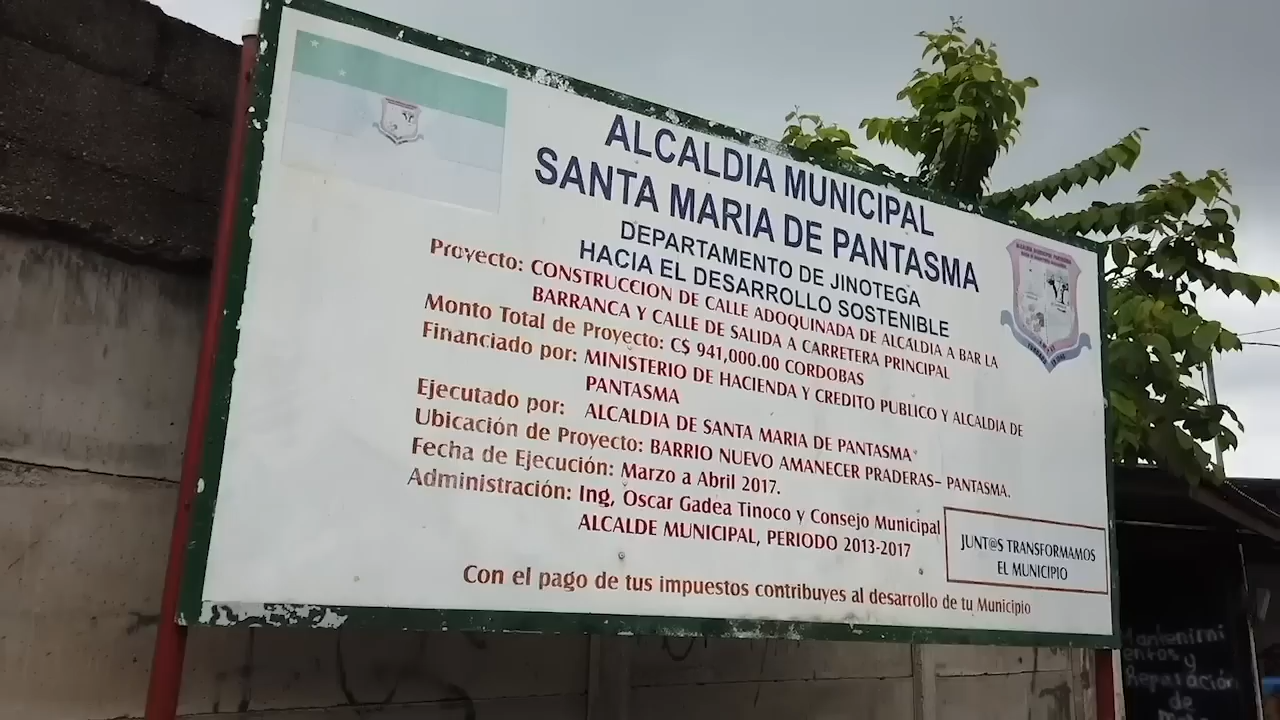 ALCALDIA MUNICIPAL
SANTA MARIA DE PANTASMA
DEPARTAMENTO DE JINOTEGA
HACIA EL DESARROLLO SOSTENIBLE
Proyecto: CONSTRUCCION DE CALLE ADOQUINADA DE ALCALDIA A BAR LA
BARRANCA Y CALLE DE SALIDA A CARRETERA PRINCIPAL
Monto Total de Proyecto: C$ 941,000.00 CORDOBAS
Financiado por: MINISTERIO DE HACIENDA Y CREDITO PUBLICO Y ALCALDIA DE
PANTASMA
Ejecutado por: ALCALDIA DE SANTA MARIA DE PANTASMA
Ubicación de Proyecto: BARRIO NUEVO AMANECER PRADERAS- PANTASMA.
Fecha de Ejecución: Marzo a Abril 2017.
Administración: Ing, Oscar Gadea Tinoco y Consejo Municipal
ALCALDE MUNICIPAL, PERIODO 2013-2017
JUNT@S TRANSFORMAMOS
EL MUNICIPIO
Con el pago de tus impuestos contribuyes al desarrollo de tu Municipio
Mantenimi
entos y
Reparación
de